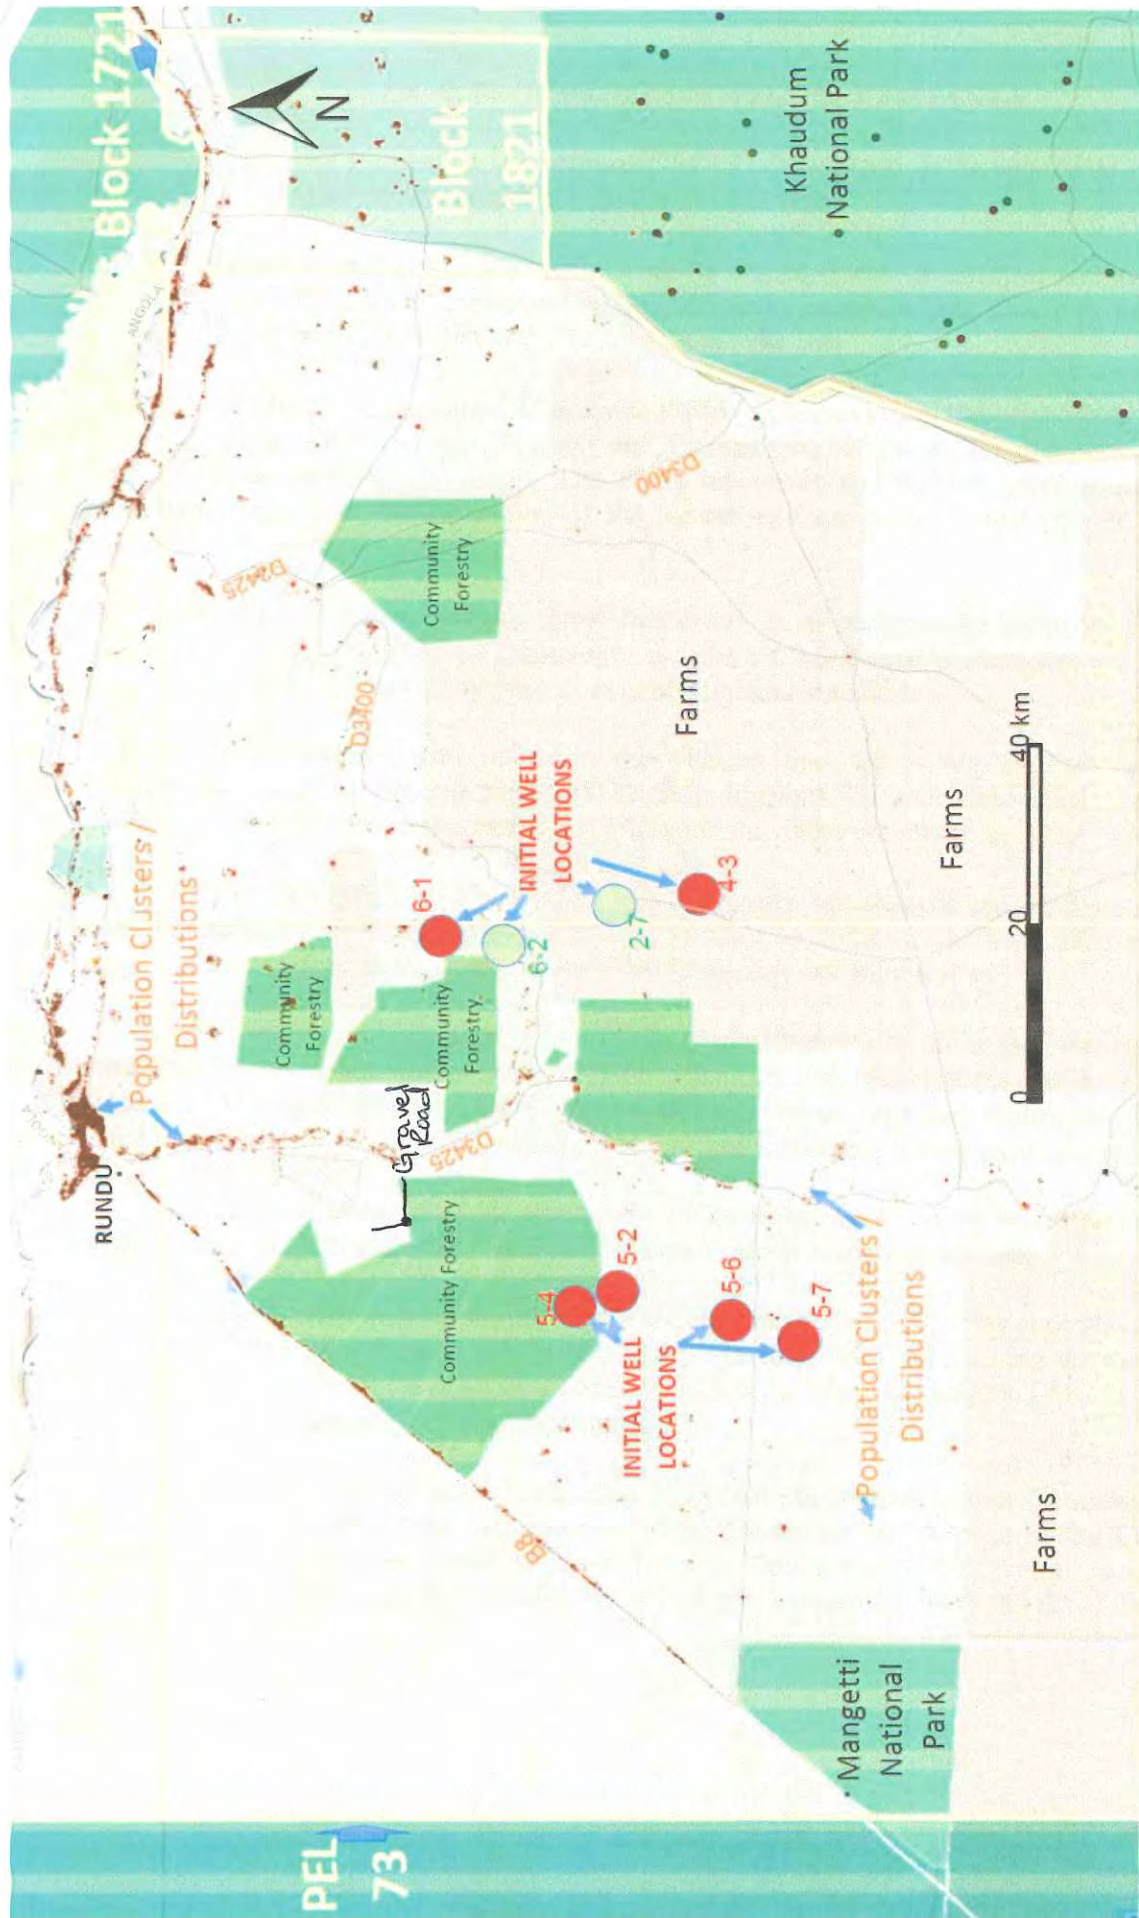 Block 1721
N
Block
1821
Khaudum
National Park
ANGOLA
D3400
D3425
Community
Forestry
D3400
Farms
Farms
INITIAL WELL
LOCATIONS
6-1
6-2
2-7
4-3
40 km
20
0
Population Clusters /
Distributions
Community
Forestry
Community
Forestry
Gravel
Road
D3425
RUNDU
Community Forestry
5-4
5-2
5-6
5-7
INITIAL WELL
LOCATIONS
Population Clusters /
Distributions
B8
Farms
Mangetti
National
Park
PEL
73